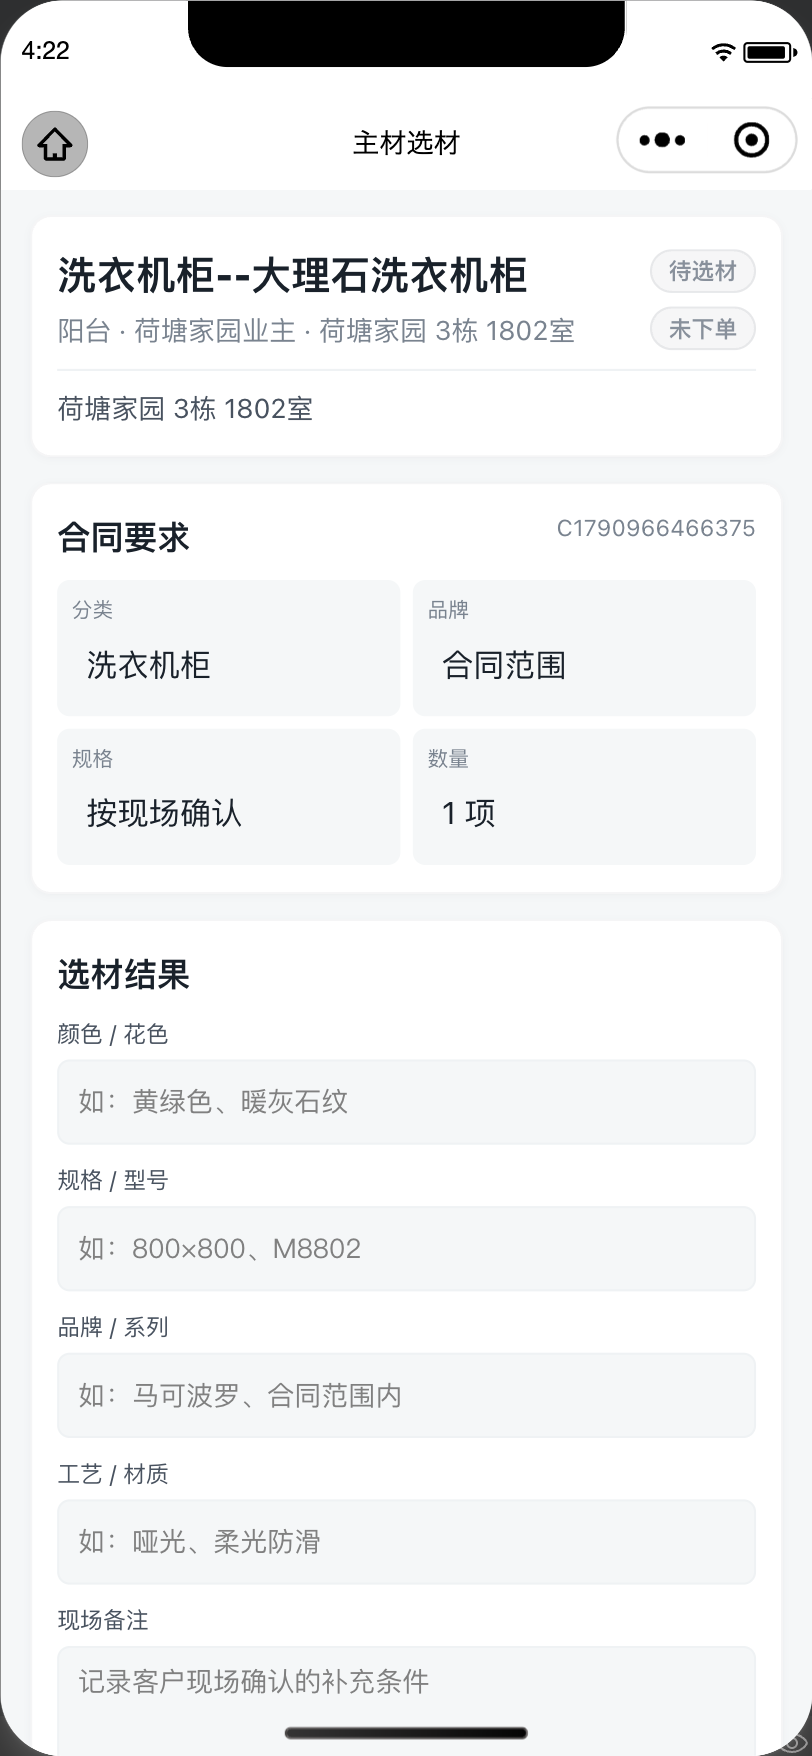 4:22
主材选材
洗衣机柜--大理石洗衣机柜
待选材
阳台 · 荷塘家园业主 · 荷塘家园 3栋 1802室
未下单
荷塘家园 3栋 1802室
合同要求
C1790966466375
分类
洗衣机柜
品牌
合同范围
规格
按现场确认
数量
1 项
选材结果
颜色 / 花色
如：黄绿色、暖灰石纹
规格 / 型号
如：800×800、M8802
品牌 / 系列
如：马可波罗、合同范围内
工艺 / 材质
如：哑光、柔光防滑
现场备注
记录客户现场确认的补充条件